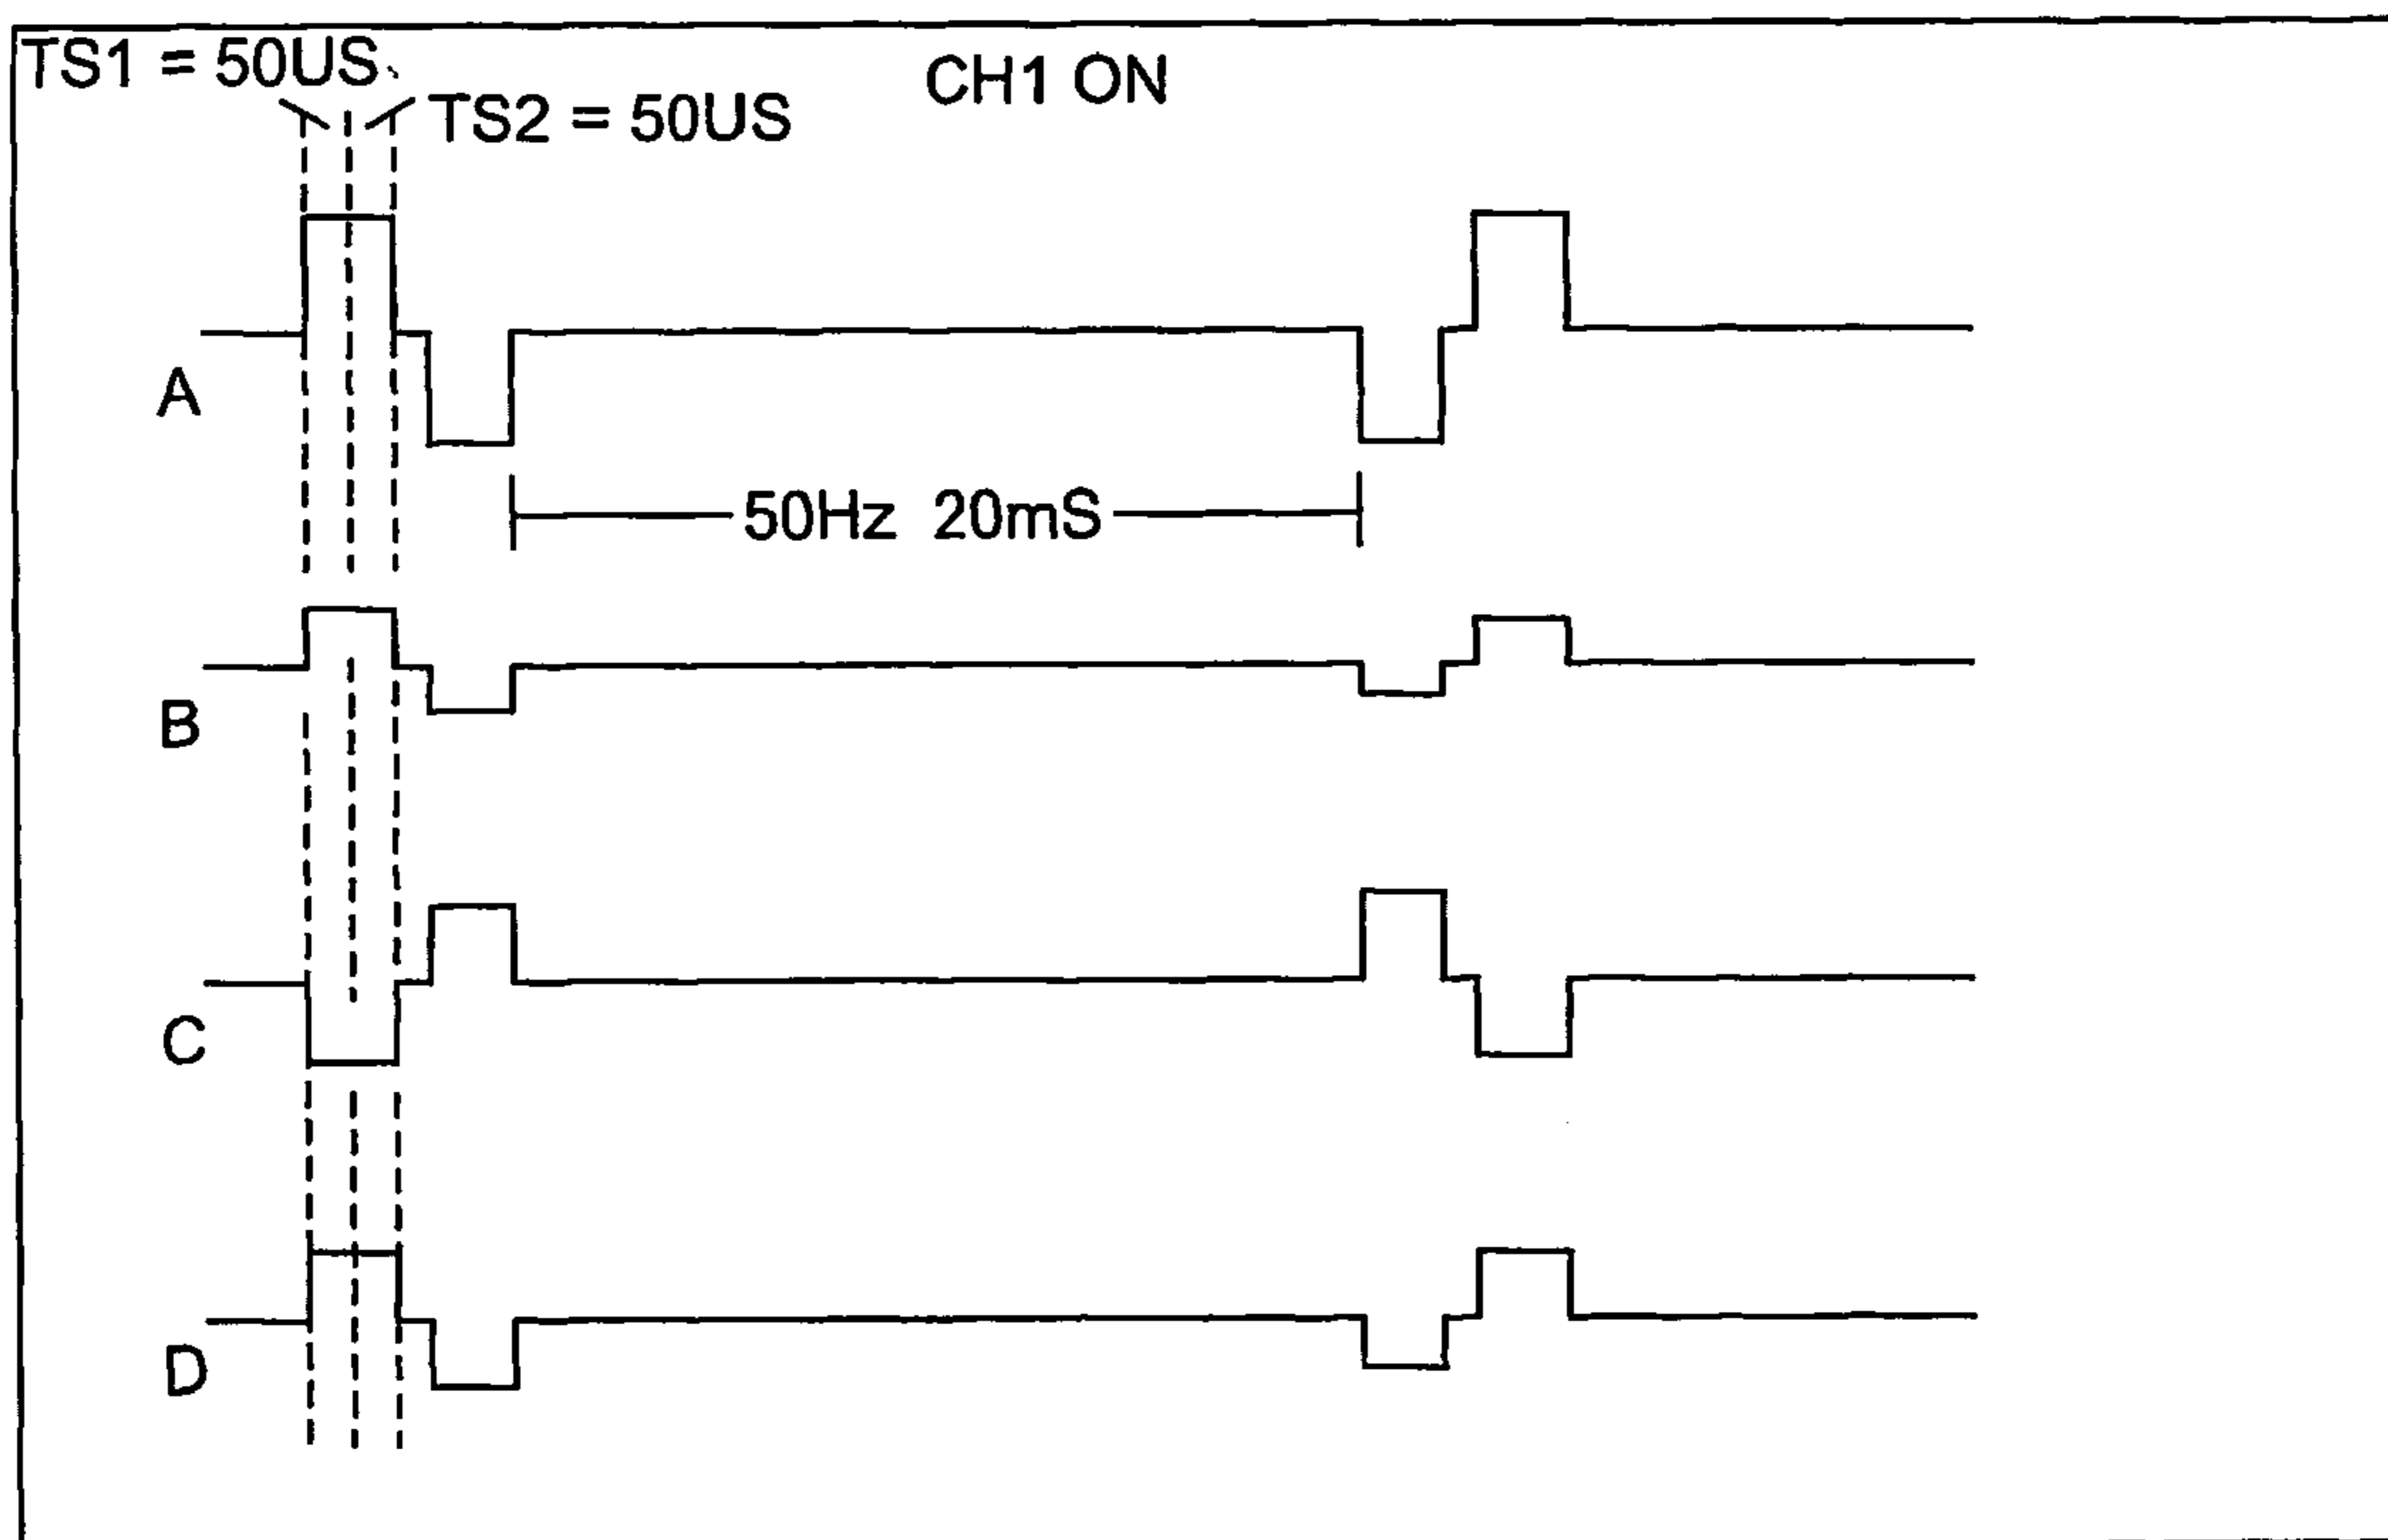 TS1 = 50US
CH1 ON
TS2 = 50US
A
50Hz 20mS
B
C
D